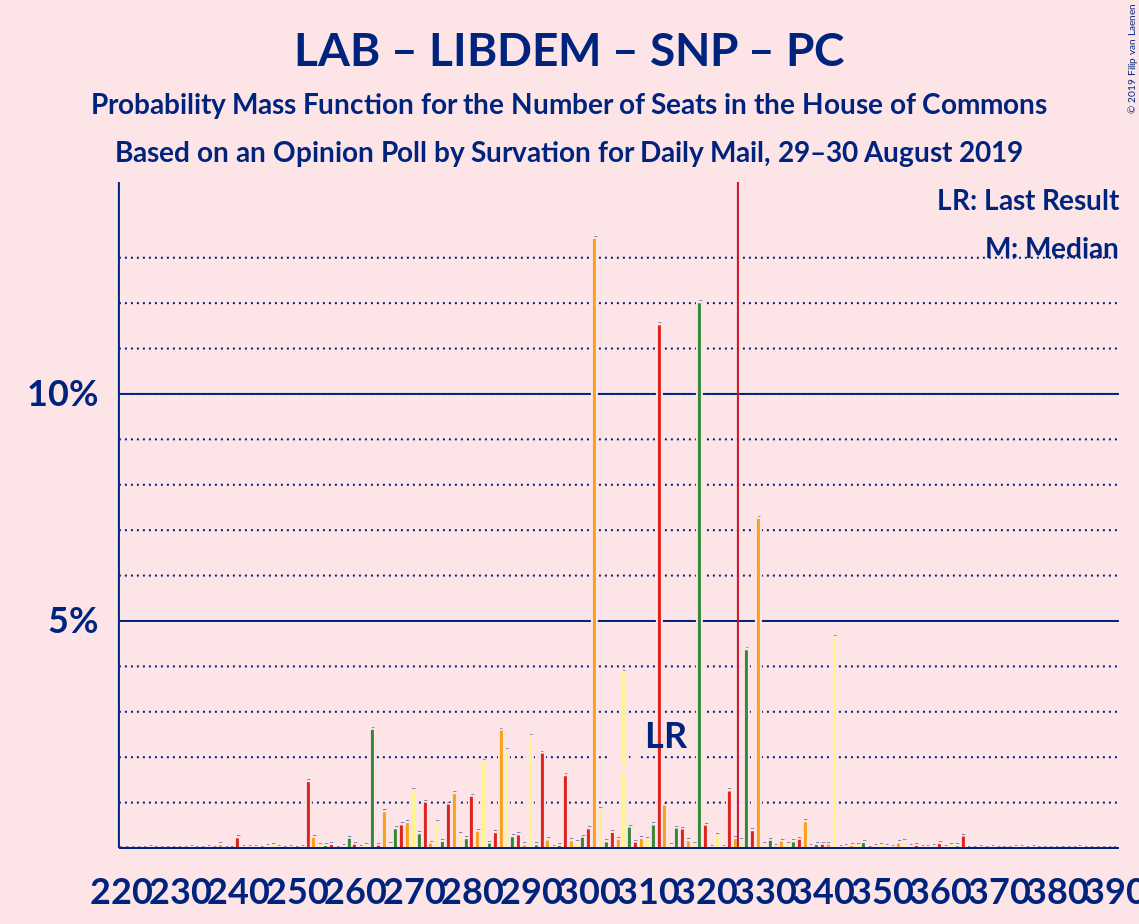 LAB – LIBDEM – SNP – PC
Probability Mass Function for the Number of Seats in the House of Commons
Based on an Opinion Poll by Survation for Daily Mail, 29–30 August 2019
© 2019 Filip van Laenen
LR: Last Result
M: Median
10%
5%
LR
220 230 240 250 260 270 280 290 300 310 320 330 340 350 360 370 380 390